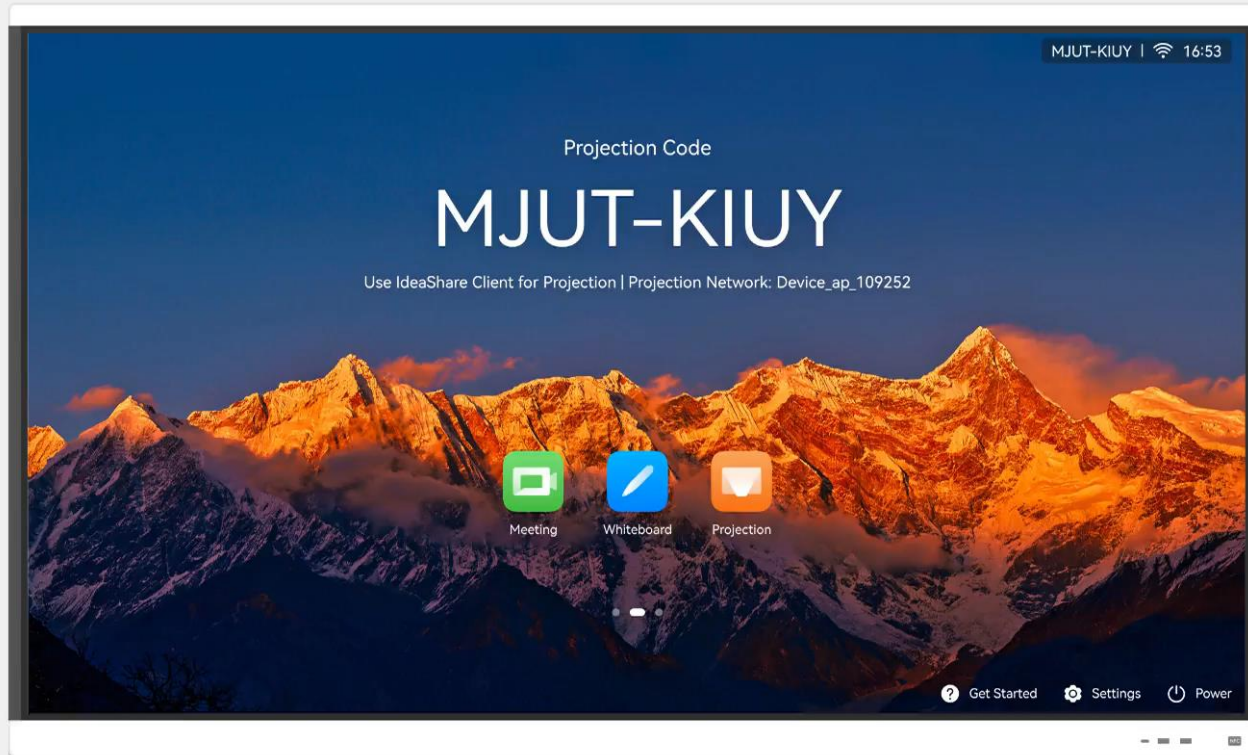 MJUT-KIUY | 16:53
Projection Code
MJUT-KIUY
Use IdeaShare Client for Projection | Projection Network: Device_ap_109252
Meeting Whiteboard Projection
? Get Started Settings Power